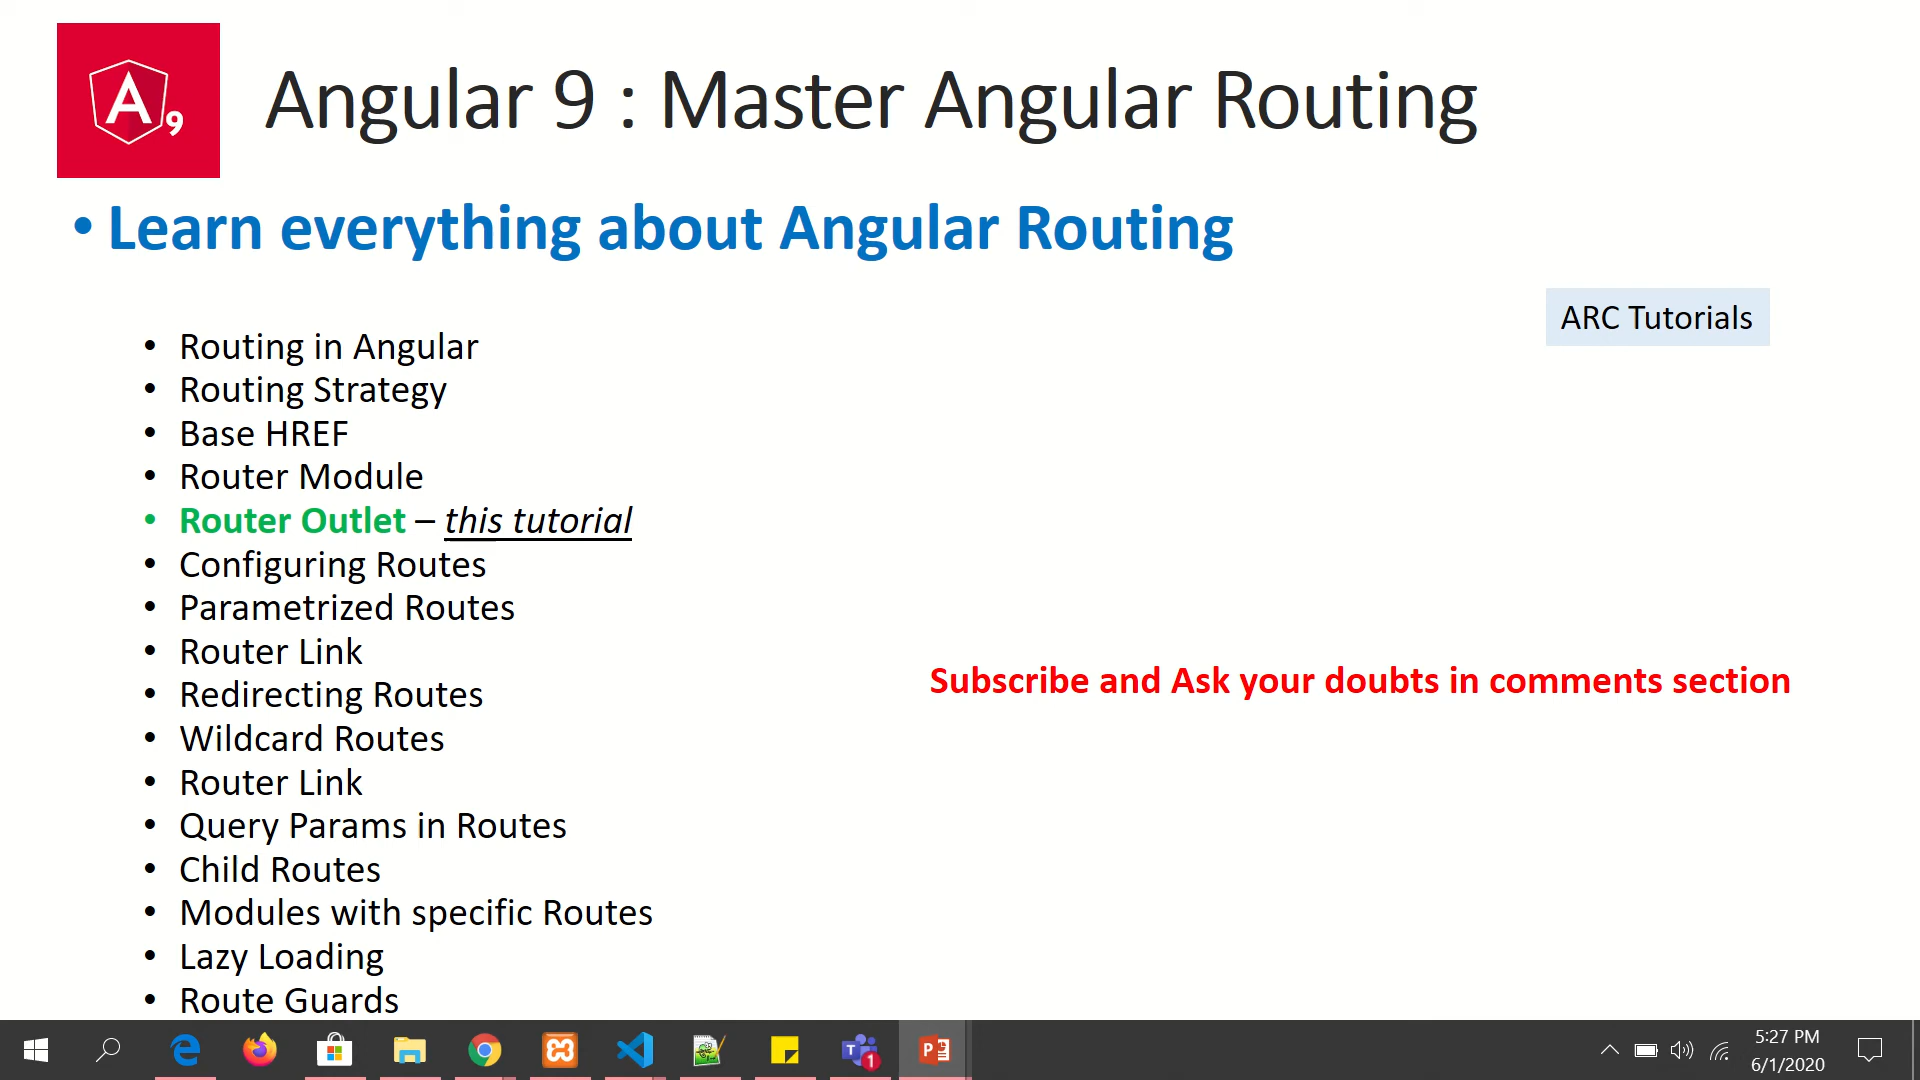 A9
Angular 9 : Master Angular Routing
• Learn everything about Angular Routing
ARC Tutorials
• Routing in Angular
• Routing Strategy
• Base HREF
• Router Module
• Router Outlet – this tutorial
• Configuring Routes
• Parametrized Routes
• Router Link
Subscribe and Ask your doubts in comments section
• Redirecting Routes
• Wildcard Routes
• Router Link
• Query Params in Routes
• Child Routes
• Modules with specific Routes
• Lazy Loading
• Route Guards
5:27 PM
6/1/2020